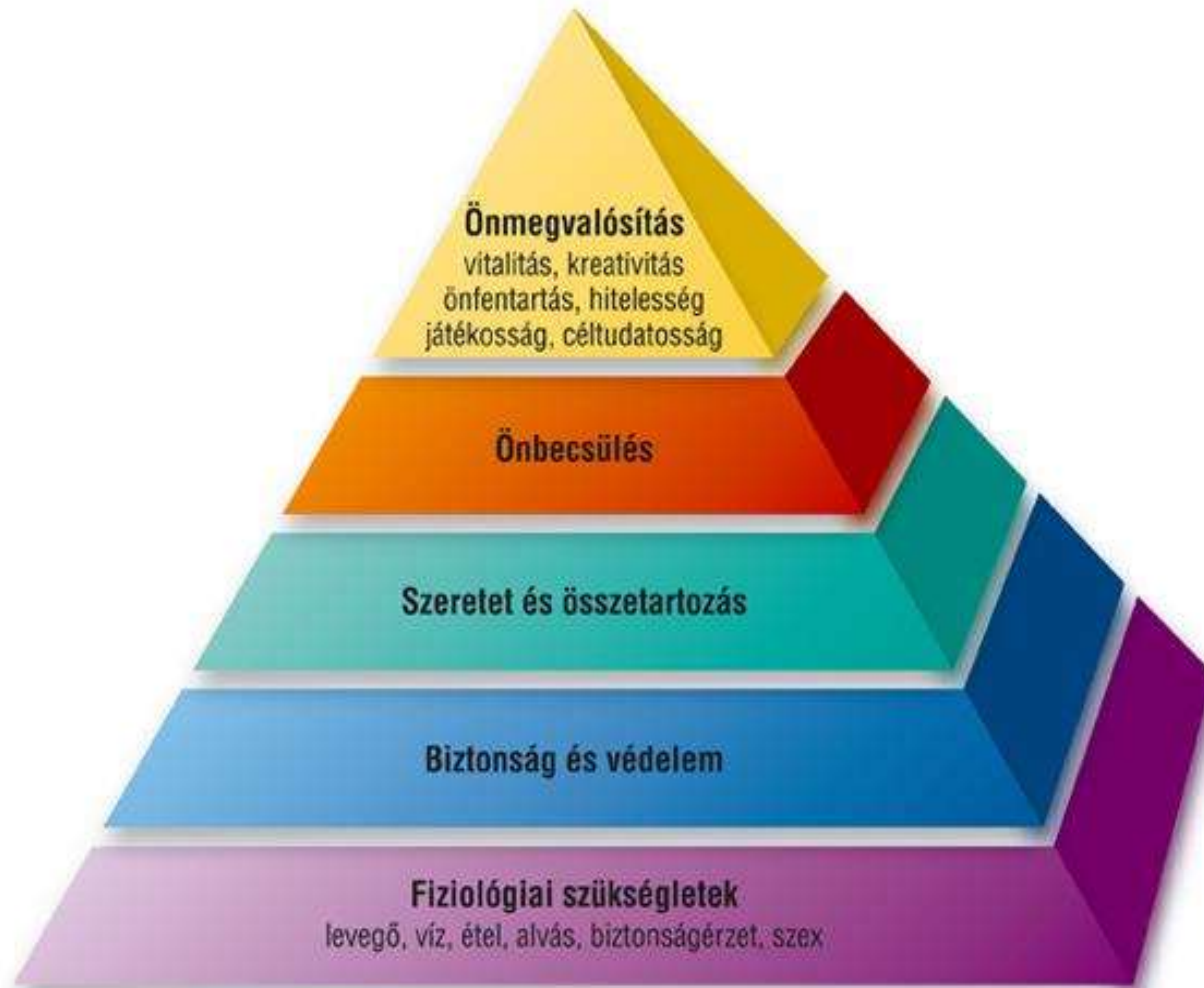 Önmegvalósítás
vitalitás, kreativitás
önfentartás, hitelesség
játékosság, céltudatosság
Önbecsülés
Szeretet és összetartozás
Biztonság és védelem
Fiziológiai szükségletek
levegő, víz, étel, alvás, biztonságérzet, szex